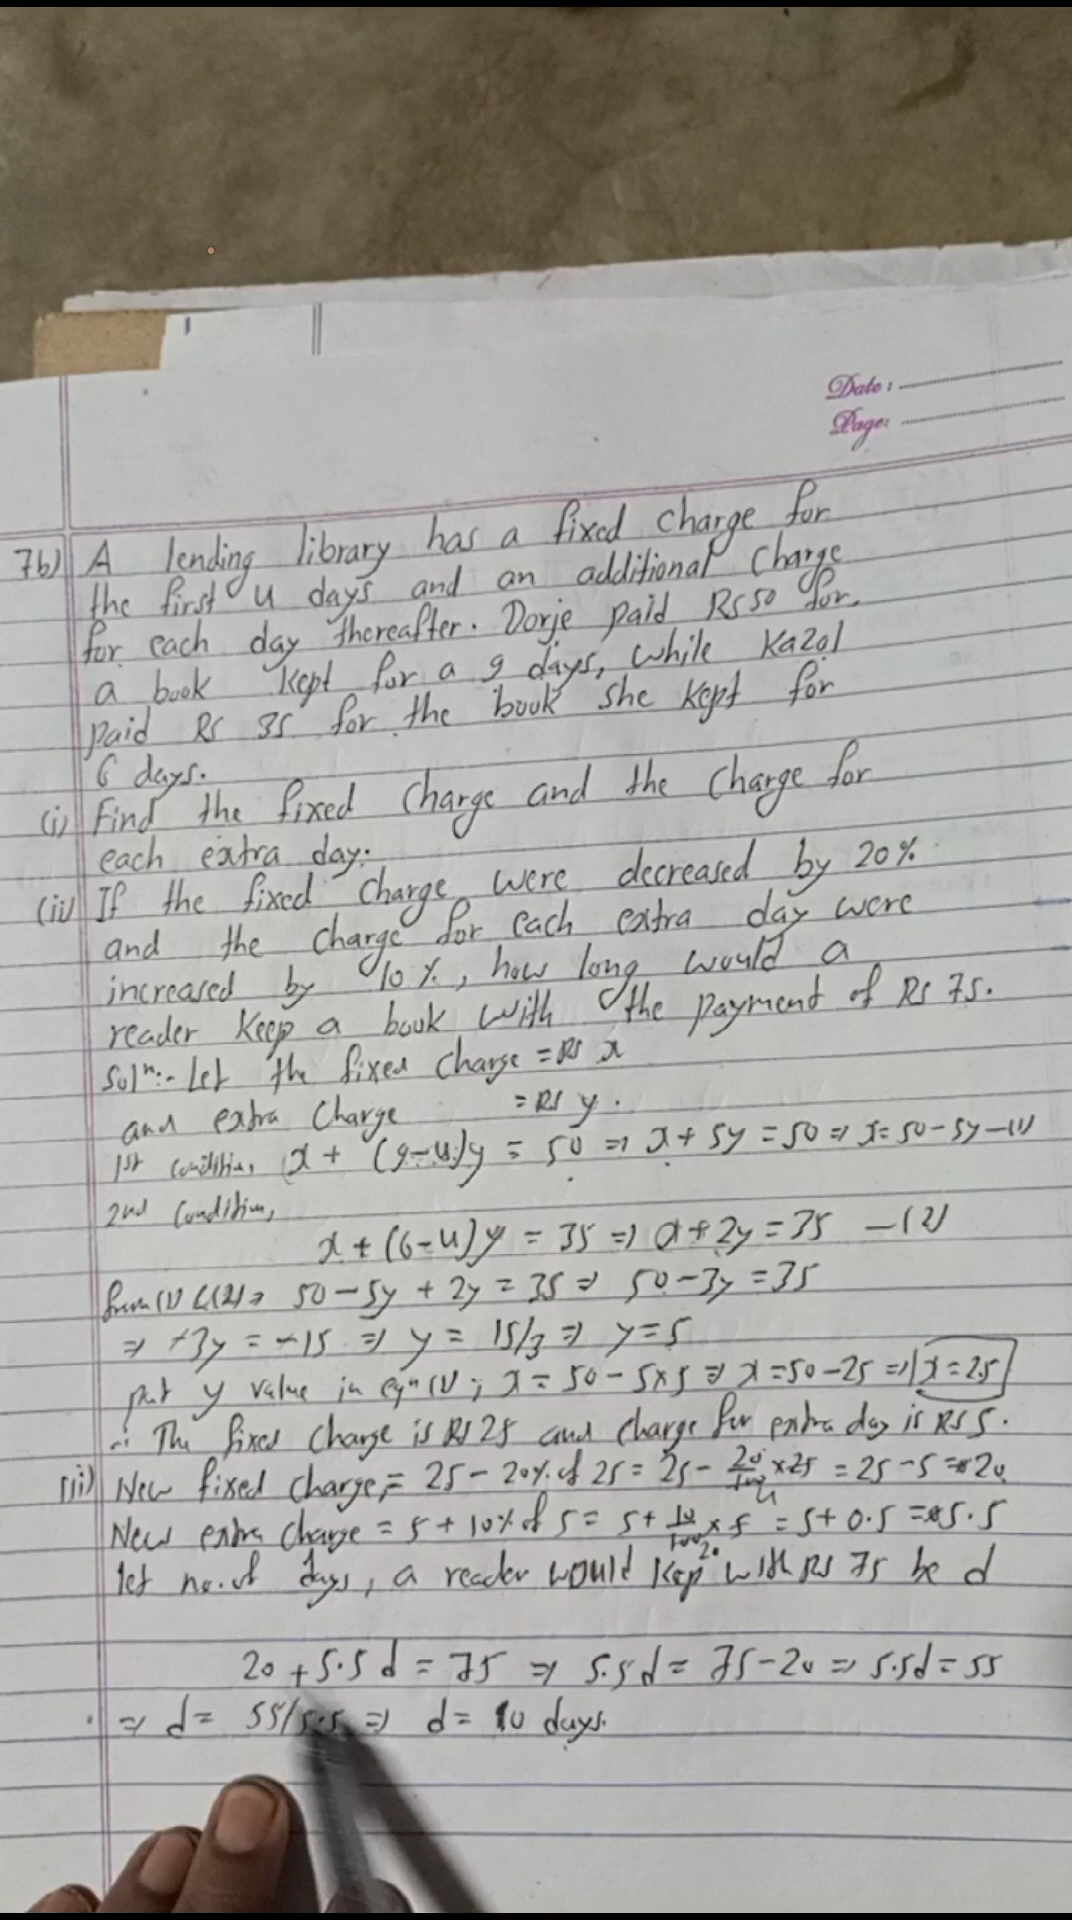 Date:
Page:
7b) A lending library has a fixed charge for
the first 4 days and an additional charge
for each day thereafter. Dorje paid Rs 50 for
a book kept for a 9 days, while Kazol
paid Rs 35 for the book she kept for
6 days.
(i) Find the fixed charge and the charge for
each extra day.
(ii) If the fixed charge were decreased by 20%
and the charge for each extra day were
increased by 10%, how long would a
reader keep a book with the payment of Rs 75.
Solⁿ:- Let the fixed charge = Rs x
and extra charge = Rs y.
1st condition, x + (9-4)y = 50 ⇒ x + 5y = 50 ⇒ x = 50 - 5y -(1)
2nd condition,
x + (6-4)y = 35 ⇒ x + 2y = 35 -(2)
from (1) & (2) ⇒ 50 - 5y + 2y = 35 ⇒ 50 - 3y = 35
⇒ +3y = +15 ⇒ y = 15/3 ⇒ y = 5
put y value in eqⁿ (1), x = 50 - 5×5 ⇒ x = 50 - 25 ⇒ x = 25
∴ The fixed charge is Rs 25 and charge for extra day is Rs 5.
(ii) New fixed charge, = 25 - 20% of 25 = 25 - 20/100 × 25 = 25 - 5 = 20
New extra charge = 5 + 10% of 5 = 5 + 10/100 × 5 = 5 + 0.5 = 5.5
let no. of days, a reader would kep with Rs 75 be d
20 + 5.5 d = 75 ⇒ 5.5d = 75 - 20 ⇒ 5.5d = 55
⇒ d = 55/5.5 ⇒ d = 10 days.